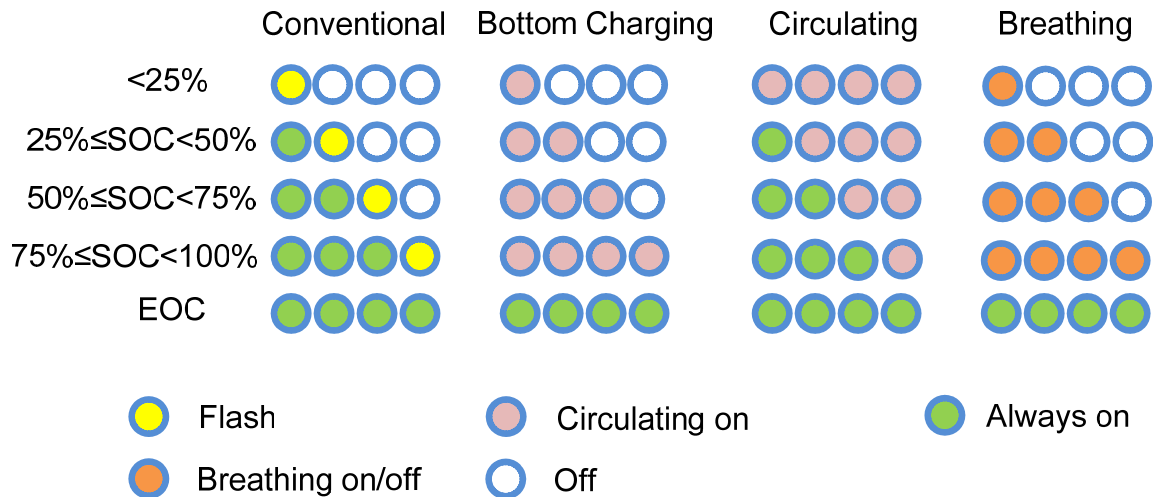 Conventional Bottom Charging Circulating Breathing
<25%
25%≤SOC<50%
50%≤SOC<75%
75%≤SOC<100%
EOC
Flash Circulating on Always on
Breathing on/off Off